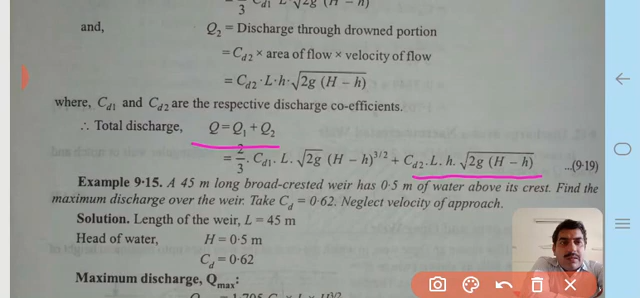 3 · C_d1 L · √2g (H − h)
and, Q₂ = Discharge through drowned portion
= C_d2 × area of flow × velocity of flow
= C_d2 · L · h · √2g (H − h)
where, C_d1 and C_d2 are the respective discharge co-efficients.
∴ Total discharge, Q = Q₁ + Q₂
= 2/3 · C_d1 · L · √2g (H − h)^3/2 + C_d2 · L · h · √2g (H − h) ...(9·19)
Example 9·15. A 45 m long broad-crested weir has 0·5 m of water above its crest. Find the
maximum discharge over the weir. Take C_d = 0·62. Neglect velocity of approach.
Solution. Length of the weir, L = 45 m
Head of water, H = 0·5 m
C_d = 0·62
Maximum discharge, Q_max: